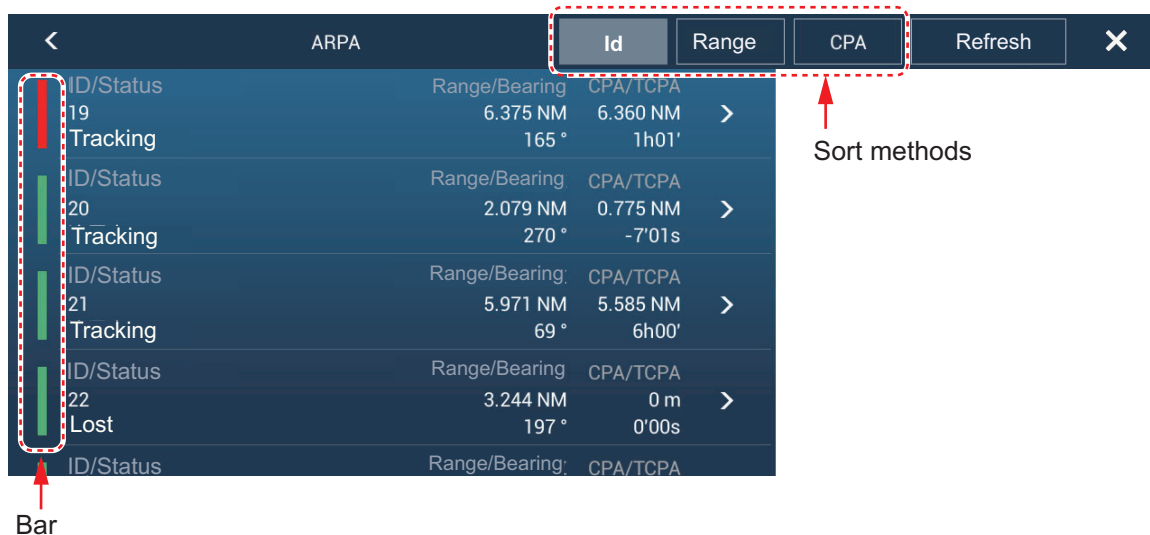 ARPA Id Range CPA Refresh
ID/Status Range/Bearing CPA/TCPA
19 6.375 NM 6.360 NM
Tracking 165 ° 1h01'
Sort methods
ID/Status Range/Bearing CPA/TCPA
20 2.079 NM 0.775 NM
Tracking 270 ° -7'01s
ID/Status Range/Bearing CPA/TCPA
21 5.971 NM 5.585 NM
Tracking 69 ° 6h00'
ID/Status Range/Bearing CPA/TCPA
22 3.244 NM 0 m
Lost 197 ° 0'00s
ID/Status Range/Bearing CPA/TCPA
Bar